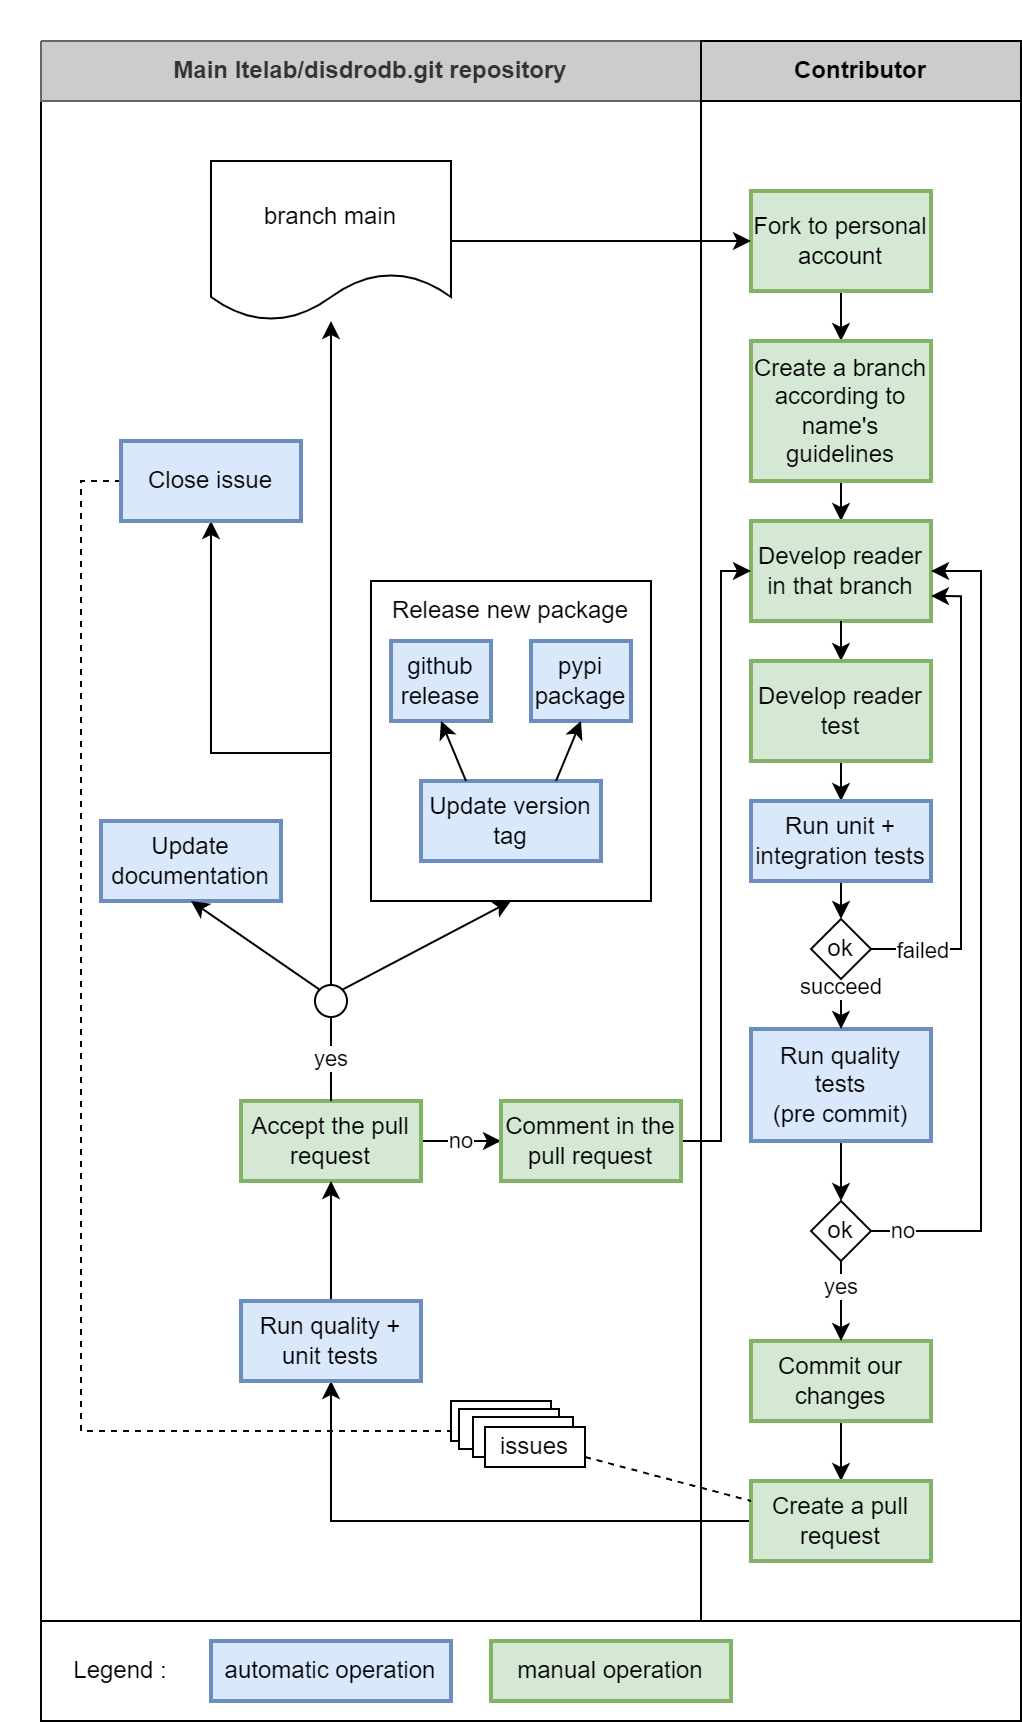 Main ltelab/disdrodb.git repository
Contributor
branch main
Fork to personal
account
Create a branch
according to
name's
guidelines
Close issue
Develop reader
in that branch
Release new package
github
release
pypi
package
Develop reader
test
Update version
tag
Run unit +
integration tests
Update
documentation
ok
failed
succeed
yes
Run quality
tests
(pre commit)
Accept the pull
request
no
Comment in the
pull request
ok
no
yes
Run quality +
unit tests
Commit our
changes
issues
Create a pull
request
Legend :
automatic operation
manual operation